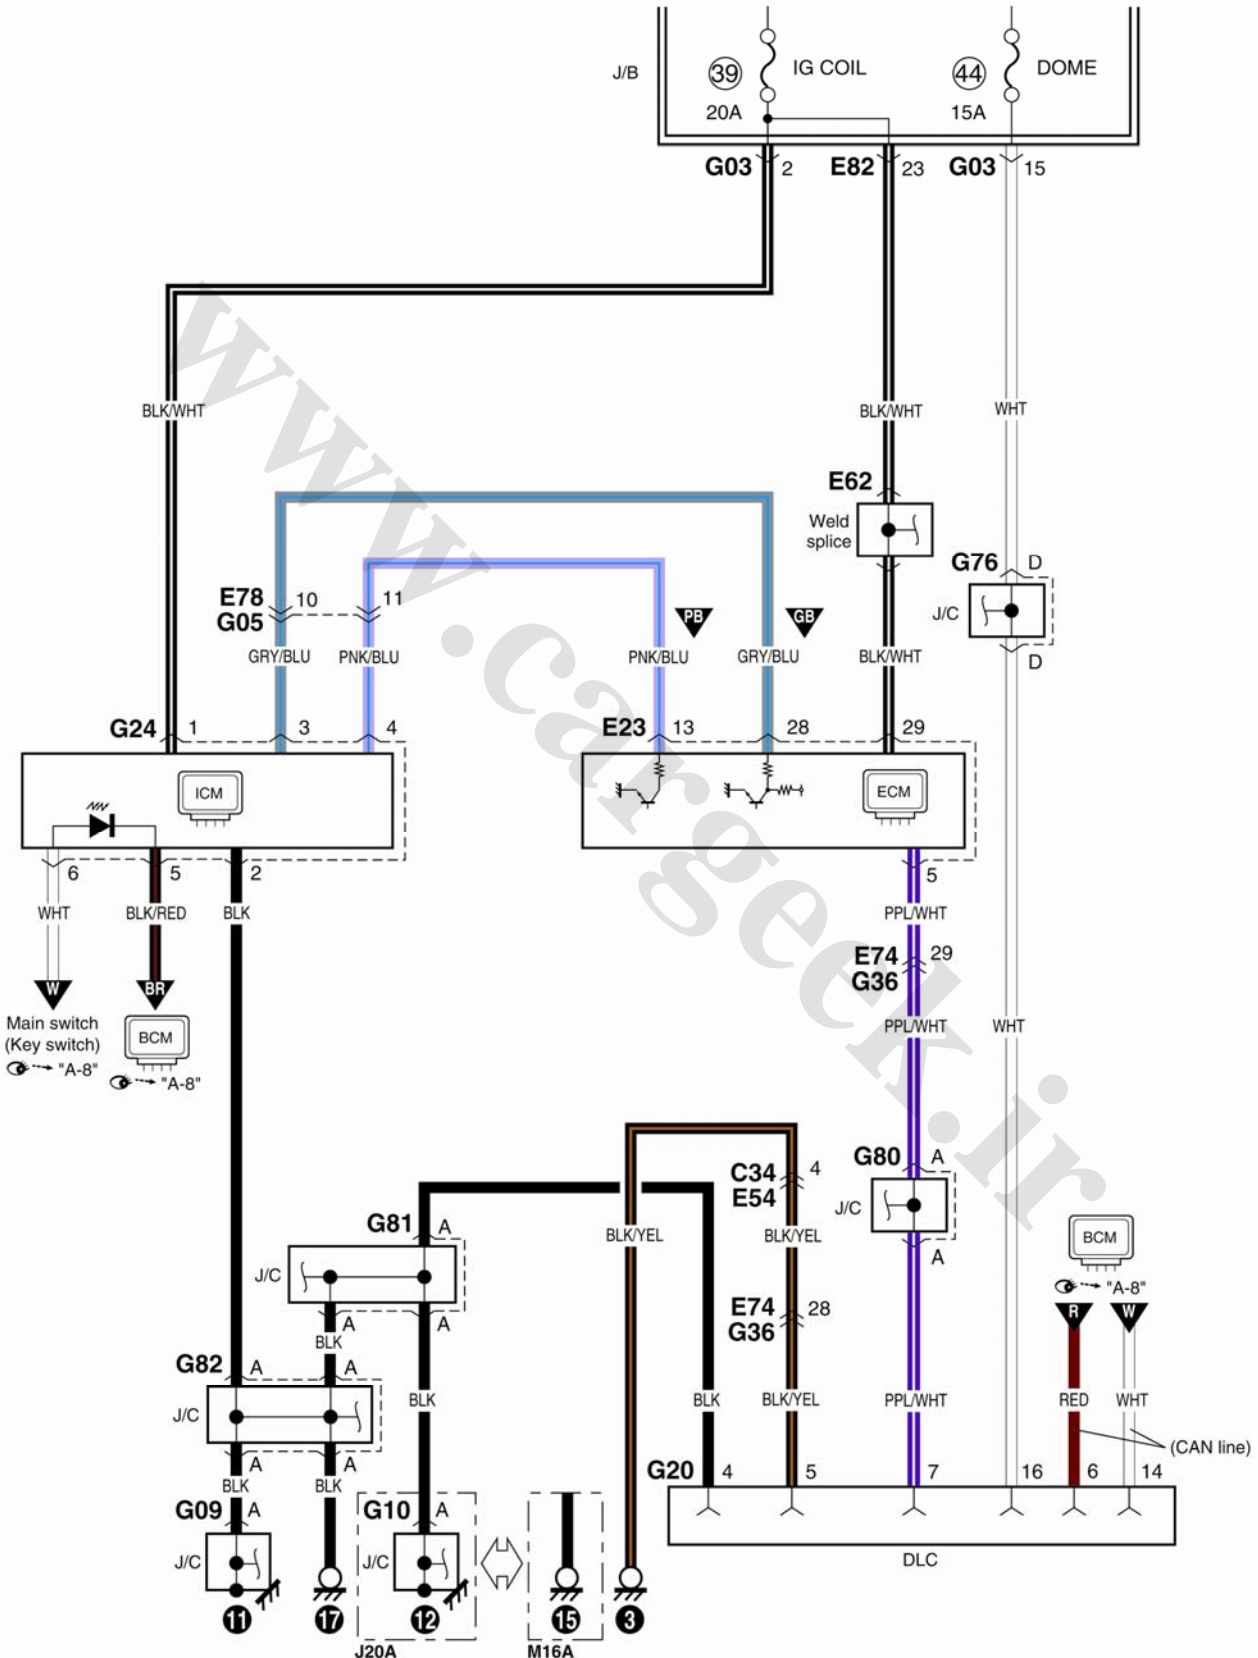 J/B
39
IG COIL
20A
44
DOME
15A
G03 2
E82 23
G03 15
BLK/WHT
BLK/WHT
WHT
E62
Weld
splice
G76 D
J/C
D
E78 10
G05
11
PB
GB
GRY/BLU
PNK/BLU
PNK/BLU
GRY/BLU
BLK/WHT
G24 1
3
4
E23 13
28
29
ICM
ECM
6
5
2
5
WHT
BLK/RED
BLK
PPL/WHT
E74 29
G36
W
BR
Main switch
(Key switch)
"A-8"
BCM
"A-8"
PPL/WHT
WHT
C34 4
E54
G80 A
J/C
A
G81 A
J/C
A
A
BLK/YEL
BLK/YEL
BCM
"A-8"
R
W
BLK
E74 28
G36
G82 A
A
J/C
A
A
BLK
BLK
BLK/YEL
PPL/WHT
RED
WHT
(CAN line)
G20 4
5
7
16
6
14
DLC
BLK
BLK
G09 A
J/C
G10 A
J/C
11
17
12
15
3
J20A
M16A
www.cargeek.ir